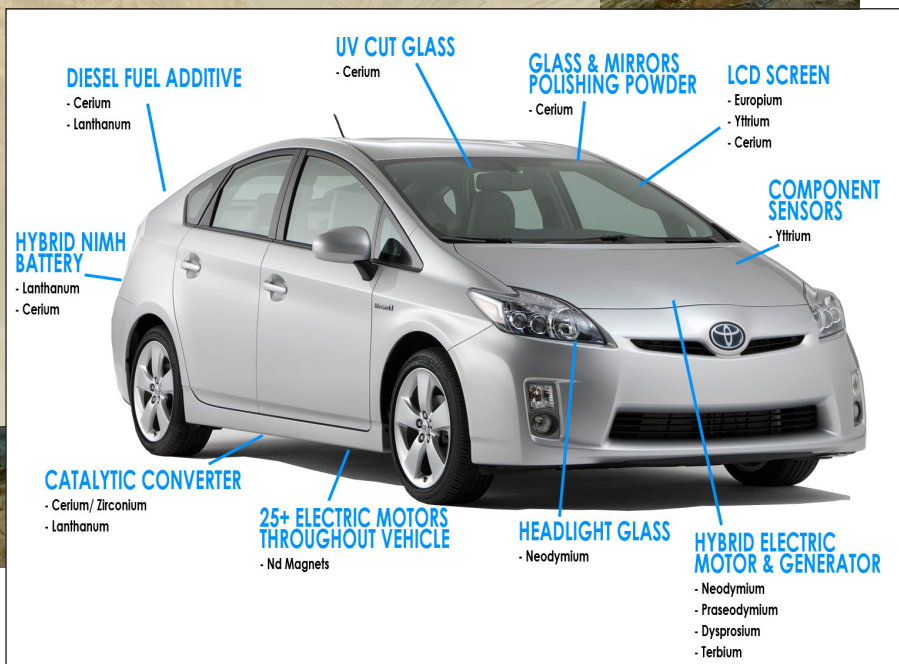 UV CUT GLASS
- Cerium
DIESEL FUEL ADDITIVE
- Cerium
- Lanthanum
GLASS & MIRRORS
POLISHING POWDER
- Cerium
LCD SCREEN
- Europium
- Yttrium
- Cerium
COMPONENT
SENSORS
- Yttrium
HYBRID NIMH
BATTERY
- Lanthanum
- Cerium
CATALYTIC CONVERTER
- Cerium/ Zirconium
- Lanthanum
25+ ELECTRIC MOTORS
THROUGHOUT VEHICLE
- Nd Magnets
HEADLIGHT GLASS
- Neodymium
HYBRID ELECTRIC
MOTOR & GENERATOR
- Neodymium
- Praseodymium
- Dysprosium
- Terbium